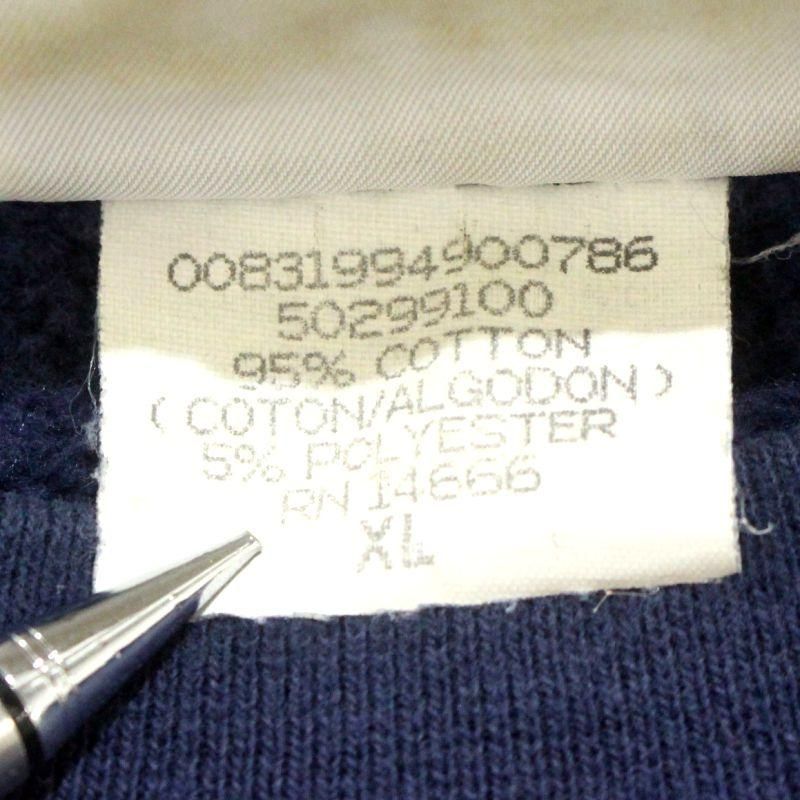 00831994900786
50299100
95% COTTON
( COTON/ALGODON )
5% POLYESTER
RN 14666
XL